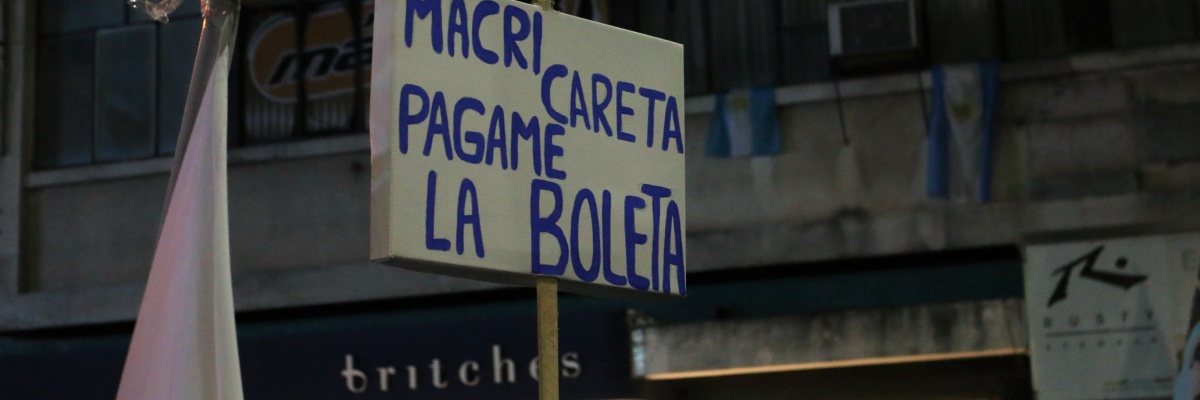 MACRI
CARETA
PAGAME
LA BOLETA
britches
RUSTY